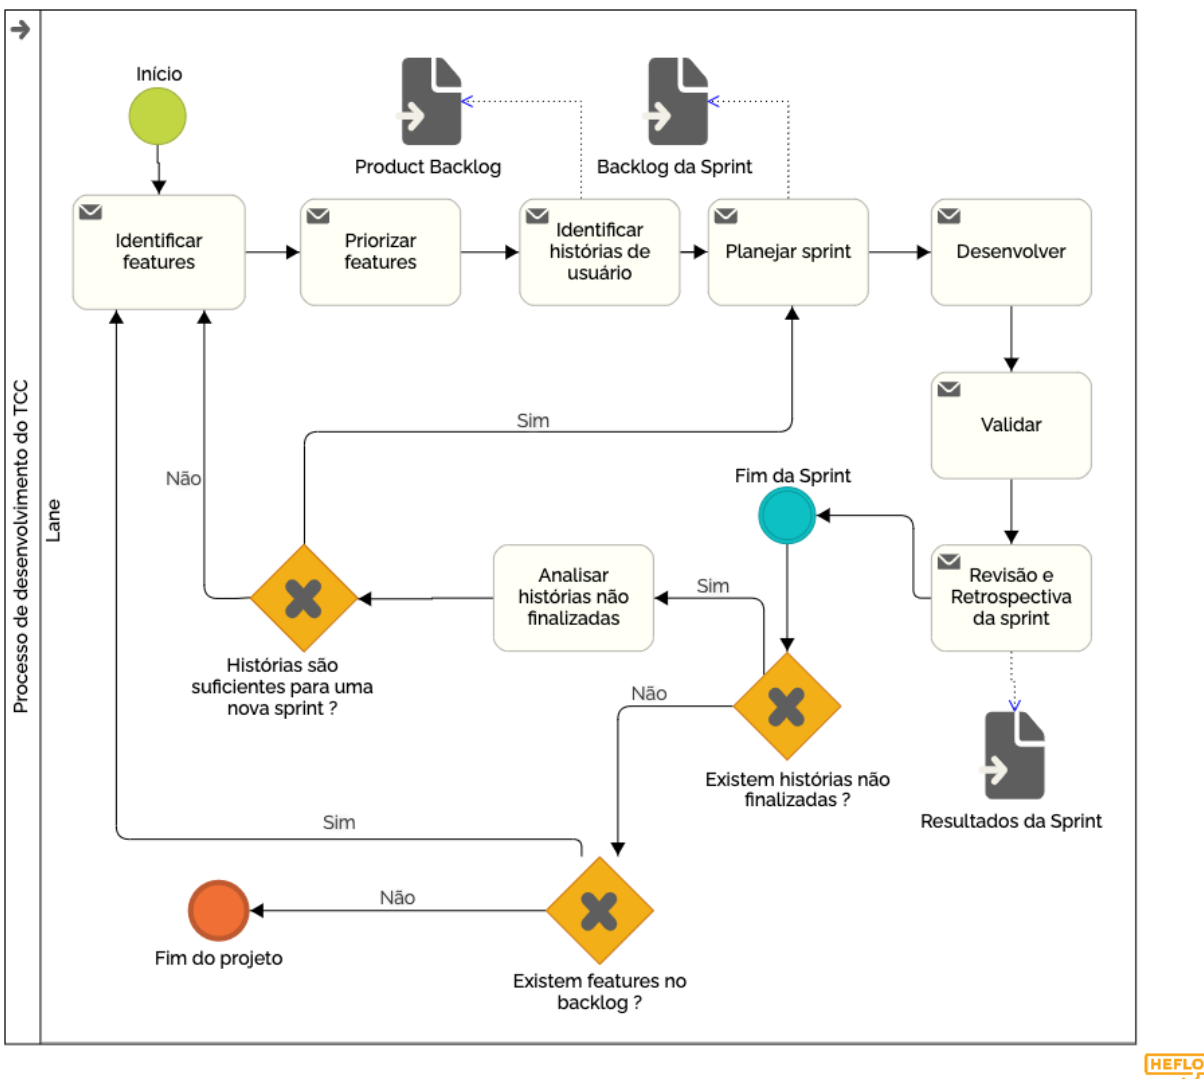 Processo de desenvolvimento do TCC
Lane
Início
Product Backlog
Backlog da Sprint
Identificar
features
Priorizar
features
Identificar
histórias de
usuário
Planejar sprint
Desenvolver
Validar
Sim
Não
Fim da Sprint
Revisão e
Retrospectiva
da sprint
Analisar
histórias não
finalizadas
Sim
Histórias são
suficientes para uma
nova sprint ?
Não
Existem histórias não
finalizadas ?
Resultados da Sprint
Sim
Não
Fim do projeto
Existem features no
backlog ?
HEFLO